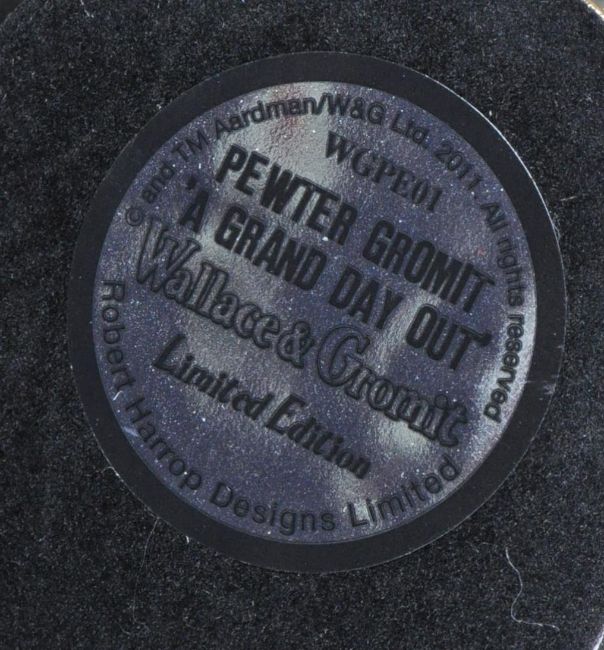 © and TM Aardman/W&G Ltd. 2011. All rights reserved
WGPE01
PEWTER GROMIT
'A GRAND DAY OUT'
Wallace & Gromit
Limited Edition
Robert Harrop Designs Limited